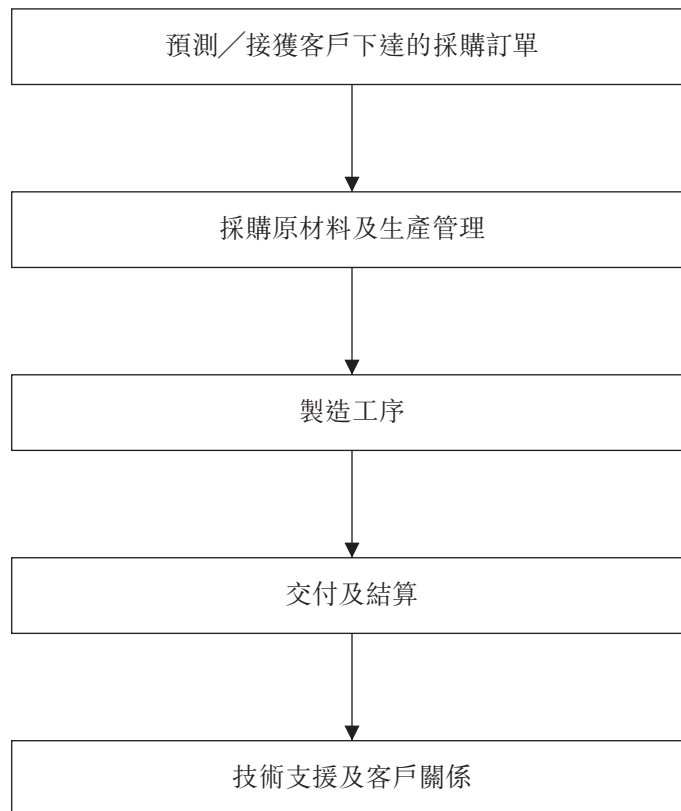 預測╱接獲客戶下達的採購訂單
採購原材料及生產管理
製造工序
交付及結算
技術支援及客戶關係